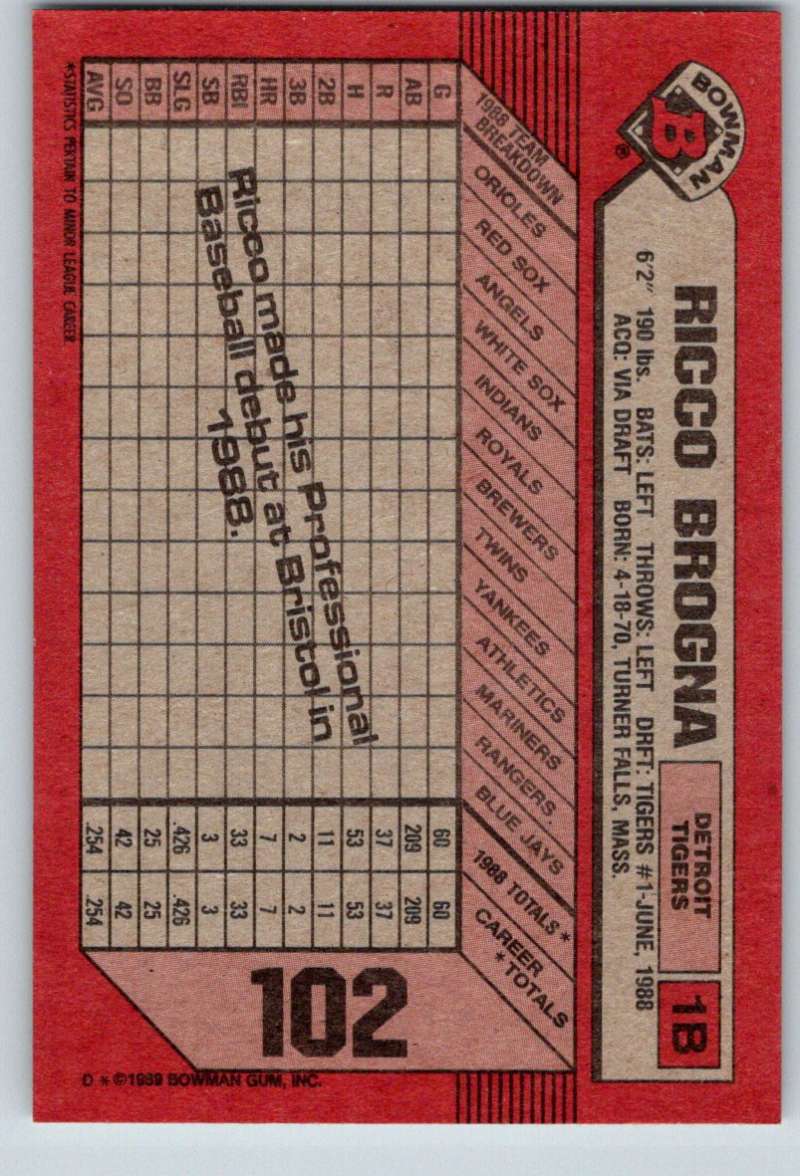 BOWMAN
B
®
RICCO BROGNA
DETROIT
TIGERS
1B
6'2" 190 lbs. BATS: LEFT THROWS: LEFT DRFT: TIGERS #1-JUNE, 1988
ACQ: VIA DRAFT BORN: 4-18-70, TURNER FALLS, MASS.
1988 TEAM
BREAKDOWN
ORIOLES
RED SOX
ANGELS
WHITE SOX
INDIANS
ROYALS
BREWERS
TWINS
YANKEES
ATHLETICS
MARINERS
RANGERS
BLUE JAYS
1988 TOTALS *
CAREER
* TOTALS
G 60 60
AB 209 209
R 37 37
H 53 53
2B 11 11
3B 2 2
HR 7 7
RBI 33 33
SB 3 3
SLG .426 .426
BB 25 25
SO 42 42
AVG .254 .254
Ricco made his Professional
Baseball debut at Bristol in
1988.
102
*STATISTICS PERTAIN TO MINOR LEAGUE CAREER
D * ©1989 BOWMAN GUM, INC.